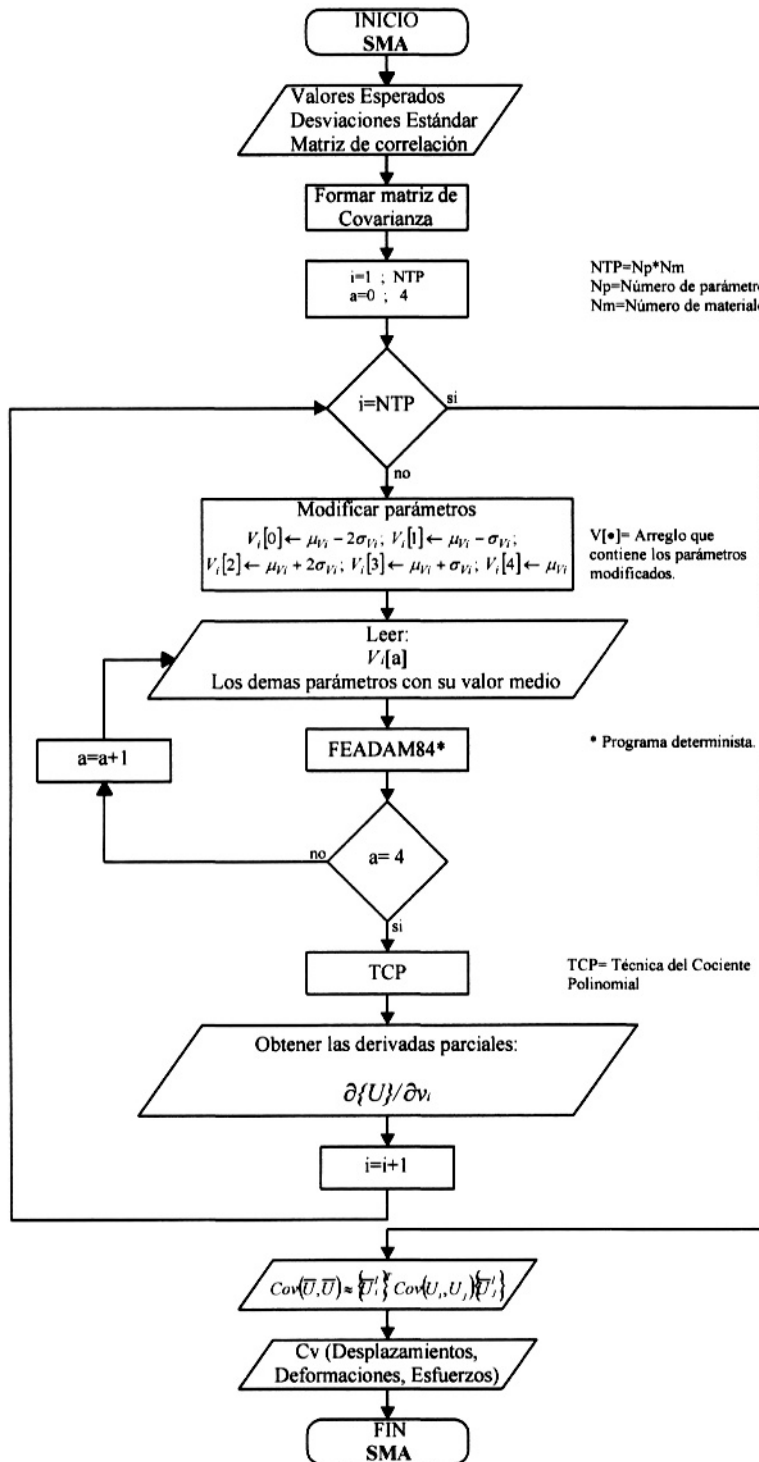 INICIO
SMA
Valores Esperados
Desviaciones Estándar
Matriz de correlación
Formar matriz de
Covarianza
i=1 ; NTP
a=0 ; 4
NTP=Np*Nm
Np=Número de parámetro
Nm=Número de material
i=NTP
si
no
Modificar parámetros
V_i[0] ← μ_Vi − 2σ_Vi; V_i[1] ← μ_Vi − σ_Vi;
V_i[2] ← μ_Vi + 2σ_Vi; V_i[3] ← μ_Vi + σ_Vi; V_i[4] ← μ_Vi
V[•]= Arreglo que
contiene los parámetros
modificados.
Leer:
V_i[a]
Los demas parámetros con su valor medio
a=a+1
FEADAM84*
* Programa determinista.
no
a= 4
si
TCP
TCP= Técnica del Cociente
Polinomial
Obtener las derivadas parciales:
∂{U}/∂v_i
i=i+1
Cov(U̅,U̅) ≈ {U̅'_i}^T Cov(U_i,U_j){U̅'_j}
Cv (Desplazamientos,
Deformaciones, Esfuerzos)
FIN
SMA